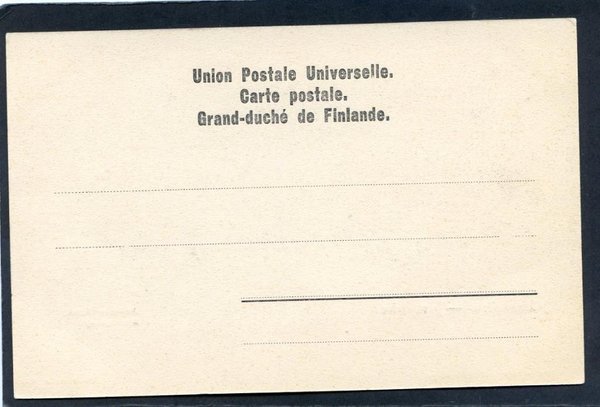 Union Postale Universelle.
Carte postale.
Grand-duché de Finlande.